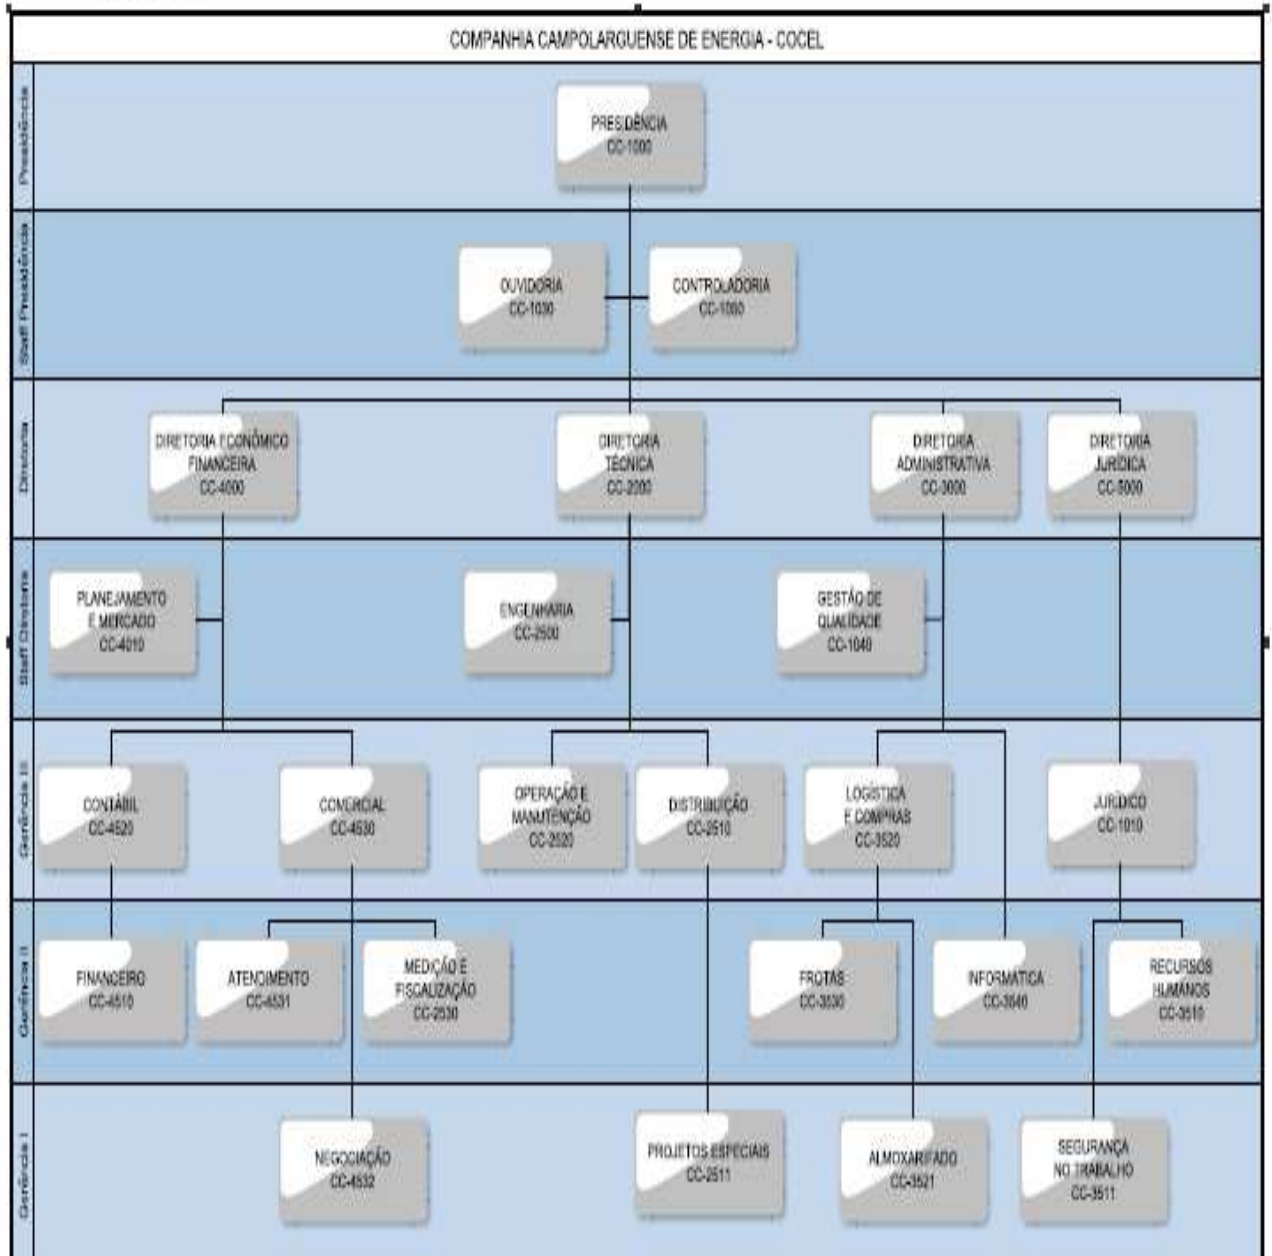 COMPANHIA CAMPOLARGUENSE DE ENERGIA - COCEL
Presidência
PRESIDÊNCIA
CC-1000
Staff Presidência
OUVIDORIA
CC-1030
CONTROLADORIA
Diretoria
DIRETORIA ECONÔMICO
FINANCEIRA
CC-4000
DIRETORIA
TÉCNICA
CC-2000
DIRETORIA
ADMINISTRATIVA
CC-3000
DIRETORIA
JURÍDICA
CC-5000
Staff Diretoria
PLANEJAMENTO
E MERCADO
CC-4010
ENGENHARIA
CC-2500
GESTÃO DE
QUALIDADE
CC-1040
Gerência III
CONTÁBIL
CC-4520
COMERCIAL
CC-4530
OPERAÇÃO E
MANUTENÇÃO
CC-2520
DISTRIBUIÇÃO
CC-2510
LOGÍSTICA
E COMPRAS
CC-3520
JURÍDICO
CC-1010
Gerência II
FINANCEIRO
CC-4510
ATENDIMENTO
CC-4531
MEDIÇÃO E
FISCALIZAÇÃO
CC-2530
FROTAS
CC-3530
INFORMÁTICA
CC-3540
RECURSOS
HUMANOS
CC-3510
Gerência I
NEGOCIAÇÃO
CC-4532
PROJETOS ESPECIAIS
CC-2511
ALMOXARIFADO
CC-3521
SEGURANÇA
NO TRABALHO
CC-3511